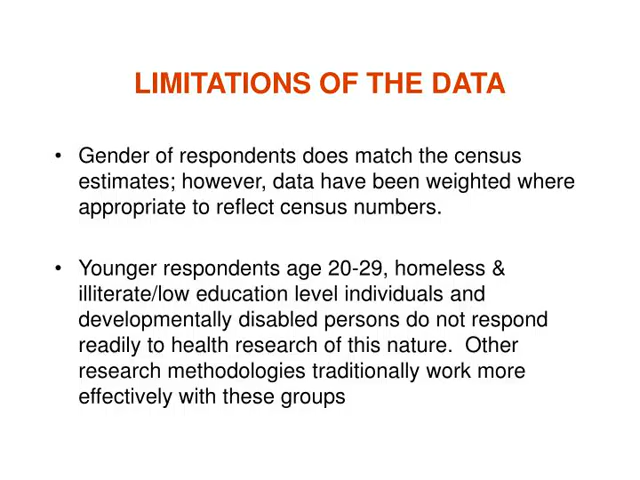 LIMITATIONS OF THE DATA
• Gender of respondents does match the census
estimates; however, data have been weighted where
appropriate to reflect census numbers.
• Younger respondents age 20-29, homeless &
illiterate/low education level individuals and
developmentally disabled persons do not respond
readily to health research of this nature.  Other
research methodologies traditionally work more
effectively with these groups